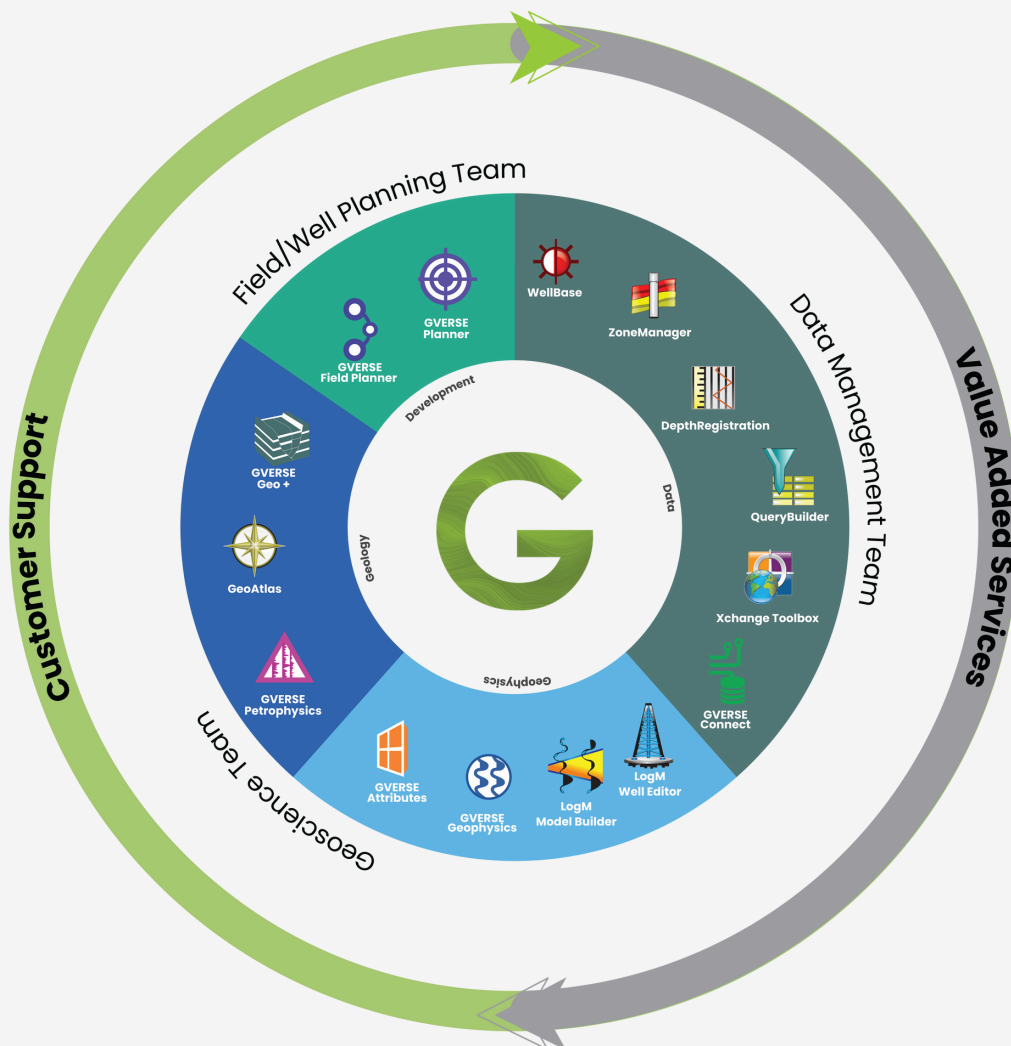 Field/Well Planning Team
GVERSE
Planner
GVERSE
Field Planner
Development
WellBase
ZoneManager
DepthRegistration
QueryBuilder
Xchange Toolbox
GVERSE
Connect
Data
Data Management Team
Value Added Services
GVERSE
Geo +
GeoAtlas
GVERSE
Petrophysics
Geology
G
Geophysics
GVERSE
Attributes
GVERSE
Geophysics
LogM
Model Builder
LogM
Well Editor
Geoscience Team
Customer Support